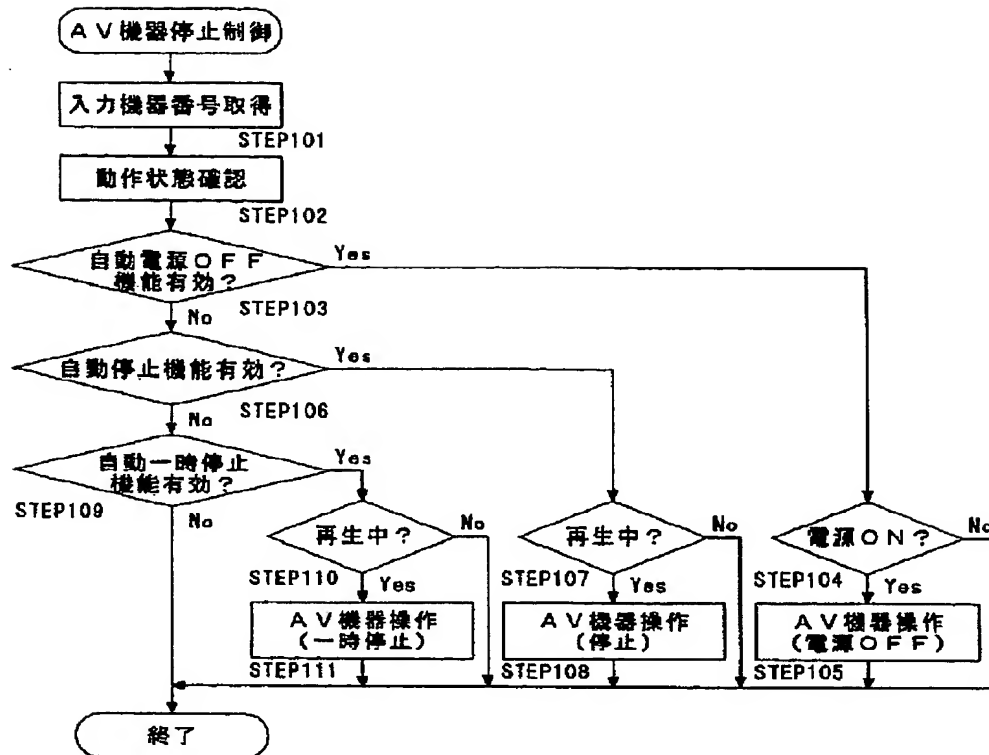 AV機器停止制御
入力機器番号取得
STEP101
動作状態確認
STEP102
自動電源OFF
機能有効?
Yes
STEP103
No
自動停止機能有効?
Yes
STEP106
No
自動一時停止
機能有効?
Yes
STEP109
No
再生中?
No
STEP110
Yes
AV機器操作
(一時停止)
STEP111
再生中?
No
STEP107
Yes
AV機器操作
(停止)
STEP108
電源ON?
No
STEP104
Yes
AV機器操作
(電源OFF)
STEP105
終了